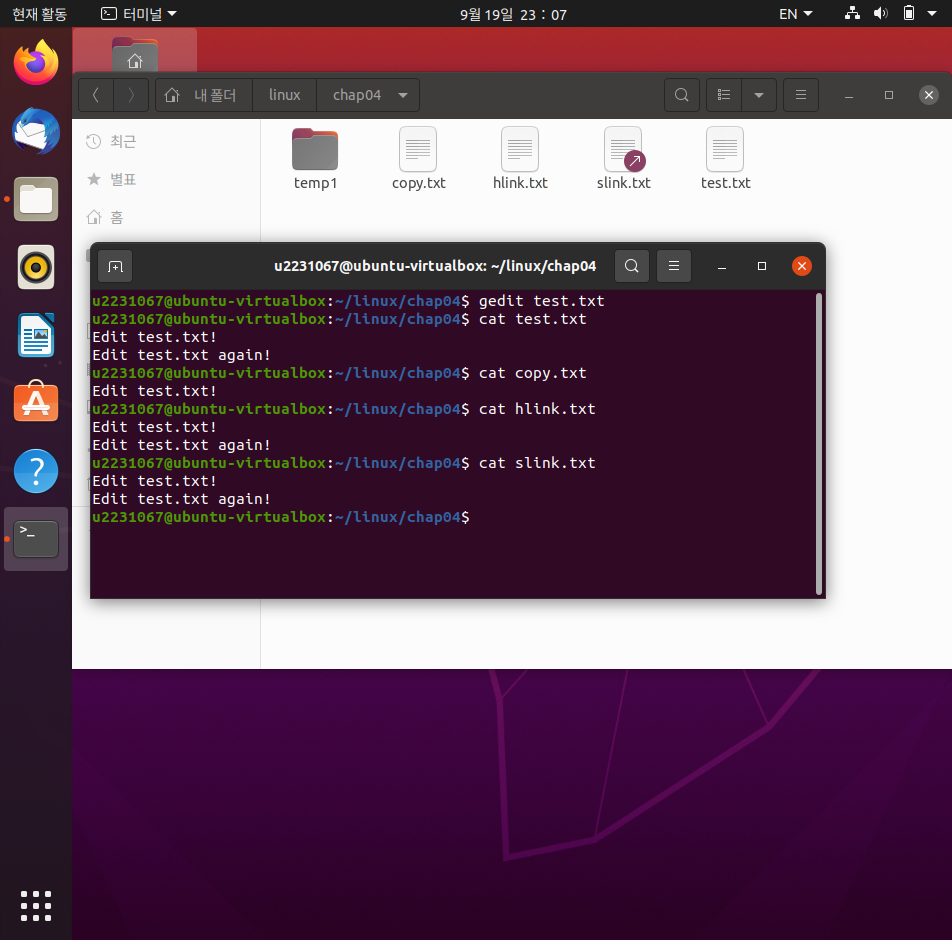 현재 활동
터미널
9월 19일 23 : 07
EN
내 폴더
linux
chap04
최근
별표
홈
temp1
copy.txt
hlink.txt
slink.txt
test.txt
u2231067@ubuntu-virtualbox: ~/linux/chap04
u2231067@ubuntu-virtualbox:~/linux/chap04$ gedit test.txt
u2231067@ubuntu-virtualbox:~/linux/chap04$ cat test.txt
Edit test.txt!
Edit test.txt again!
u2231067@ubuntu-virtualbox:~/linux/chap04$ cat copy.txt
Edit test.txt!
u2231067@ubuntu-virtualbox:~/linux/chap04$ cat hlink.txt
Edit test.txt!
Edit test.txt again!
u2231067@ubuntu-virtualbox:~/linux/chap04$ cat slink.txt
Edit test.txt!
Edit test.txt again!
u2231067@ubuntu-virtualbox:~/linux/chap04$